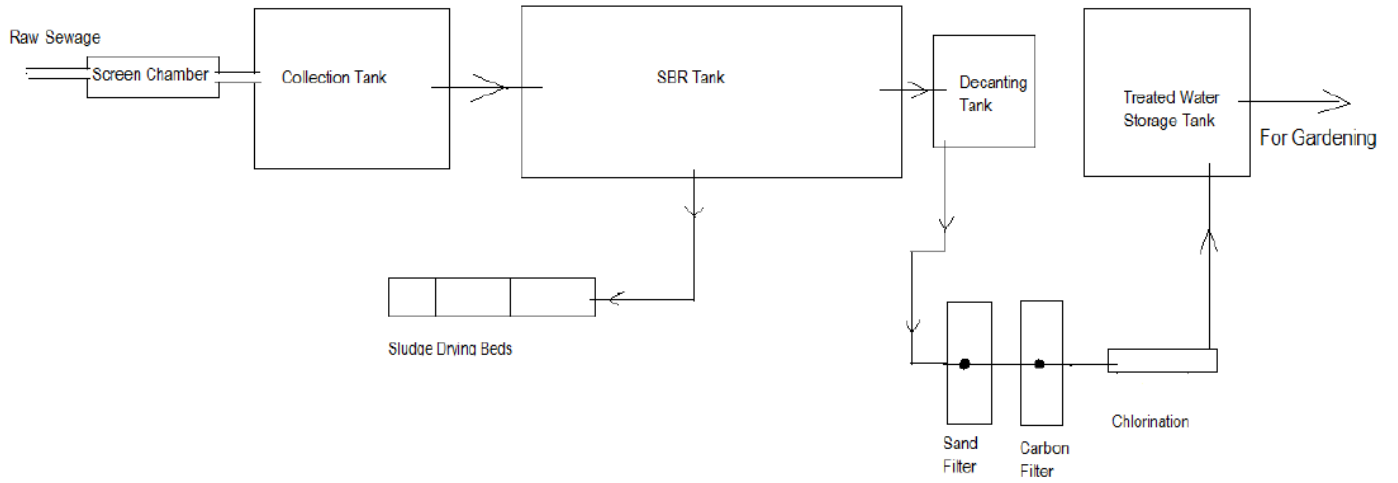 Raw Sewage
Screen Chamber
Collection Tank
SBR Tank
Decanting
Tank
Treated Water
Storage Tank
For Gardening
Sludge Drying Beds
Sand
Filter
Carbon
Filter
Chlorination